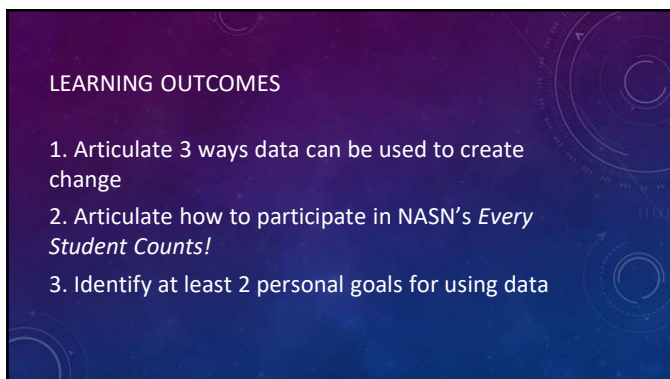 LEARNING OUTCOMES
1. Articulate 3 ways data can be used to create
change
2. Articulate how to participate in NASN’s Every
Student Counts!
3. Identify at least 2 personal goals for using data